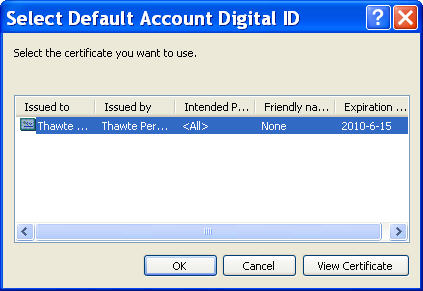 Select Default Account Digital ID
Select the certificate you want to use.
Issued to Issued by Intended P... Friendly na... Expiration ...
Thawte ... Thawte Per... <All> None 2010-6-15
OK Cancel View Certificate